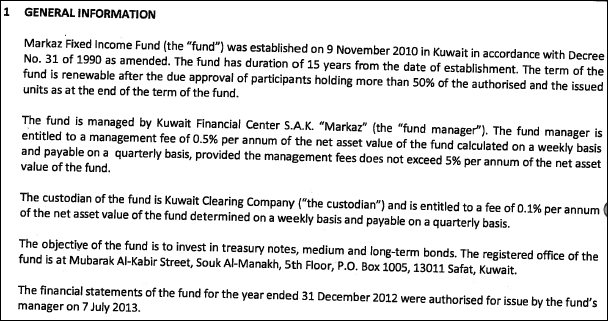 1 GENERAL INFORMATION
Markaz Fixed Income Fund (the “fund”) was established on 9 November 2010 in Kuwait in accordance with Decree
No. 31 of 1990 as amended. The fund has duration of 15 years from the date of establishment. The term of the
fund is renewable after the due approval of participants holding more than 50% of the authorised and the issued
units as at the end of the term of the fund.
The fund is managed by Kuwait Financial Center S.A.K. “Markaz” (the “fund manager”). The fund manager is
entitled to a management fee of 0.5% per annum of the net asset value of the fund calculated on a weekly basis
and payable on a quarterly basis, provided the management fees does not exceed 5% per annum of the net asset
value of the fund.
The custodian of the fund is Kuwait Clearing Company (“the custodian”) and is entitled to a fee of 0.1% per annum
of the net asset value of the fund determined on a weekly basis and payable on a quarterly basis.
The objective of the fund is to invest in treasury notes, medium and long-term bonds. The registered office of the
fund is at Mubarak Al-Kabir Street, Souk Al-Manakh, 5th Floor, P.O. Box 1005, 13011 Safat, Kuwait.
The financial statements of the fund for the year ended 31 December 2012 were authorised for issue by the fund’s
manager on 7 July 2013.